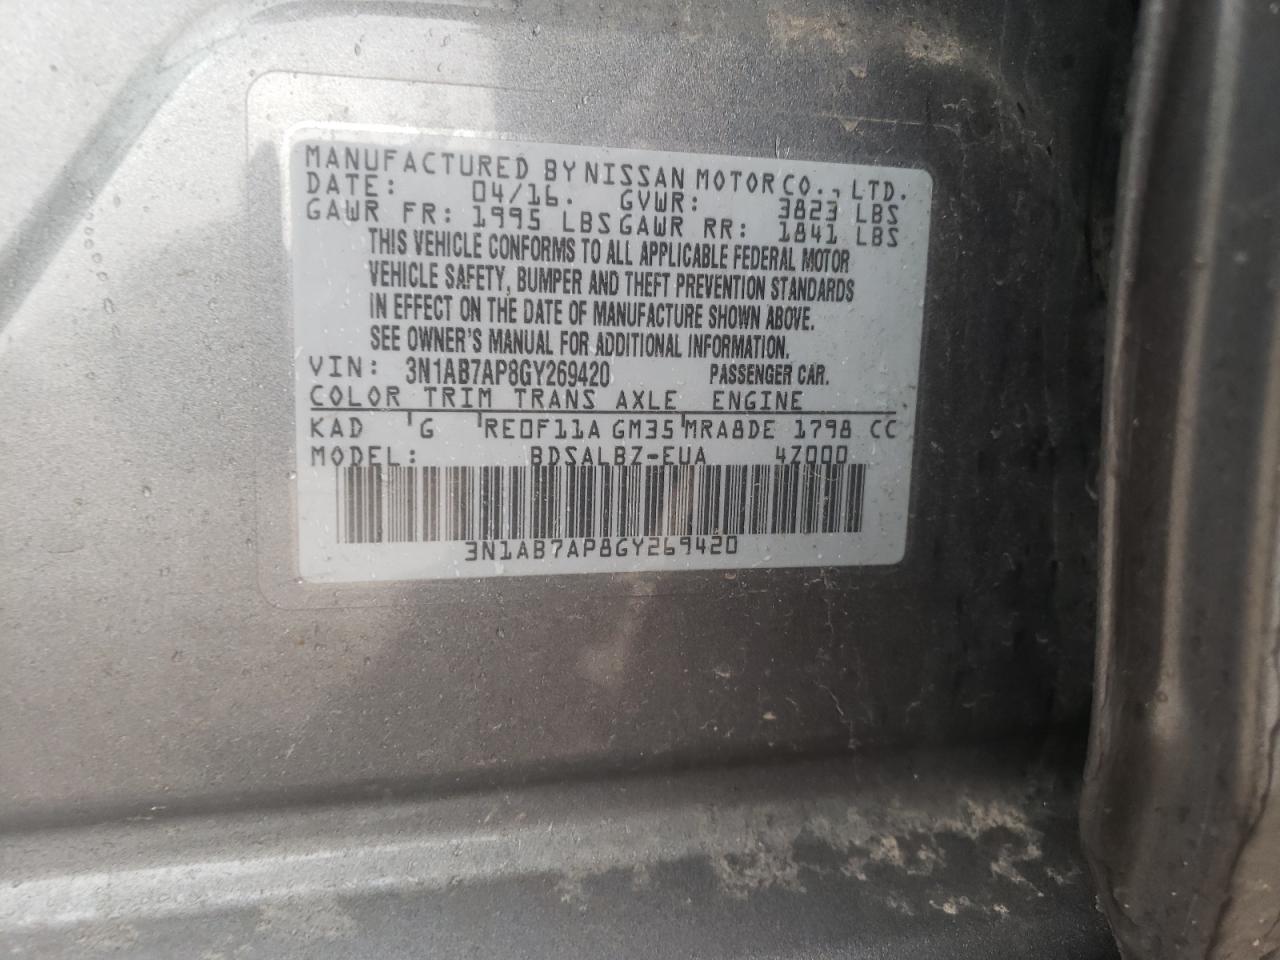 MANUFACTURED BY NISSAN MOTOR CO., LTD.
DATE: 04/16. GVWR: 3823 LBS
GAWR FR: 1995 LBS GAWR RR: 1841 LBS
THIS VEHICLE CONFORMS TO ALL APPLICABLE FEDERAL MOTOR
VEHICLE SAFETY, BUMPER AND THEFT PREVENTION STANDARDS
IN EFFECT ON THE DATE OF MANUFACTURE SHOWN ABOVE.
SEE OWNER'S MANUAL FOR ADDITIONAL INFORMATION.
VIN: 3N1AB7AP8GY269420 PASSENGER CAR.
COLOR TRIM TRANS AXLE ENGINE
KAD G RE0F11A GM35 MRA8DE 1798 CC
MODEL: BDSALBZ-EUA 4Z000
3N1AB7AP8GY269420